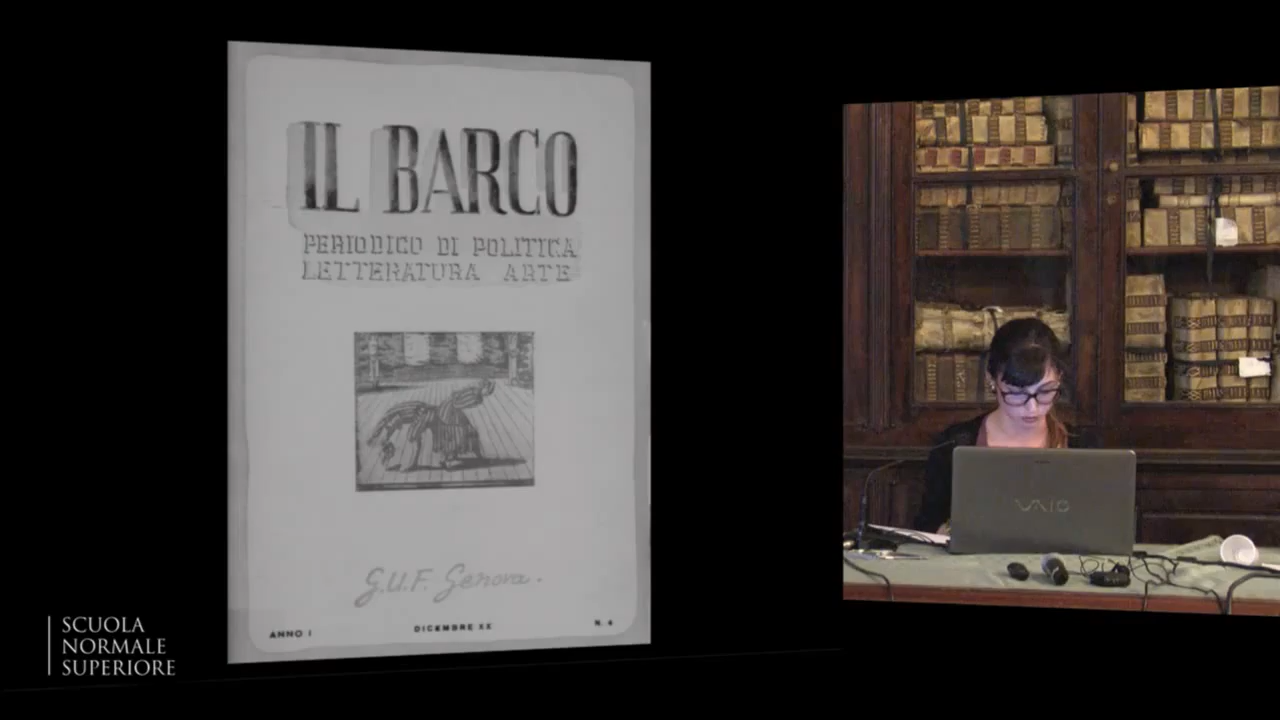 IL BARCO
PERIODICO DI POLITICA
LETTERATURA ARTE
G.U.F. Genova.
ANNO I
DICEMBRE XX
N. 4
SCUOLA
NORMALE
SUPERIORE
VAIO